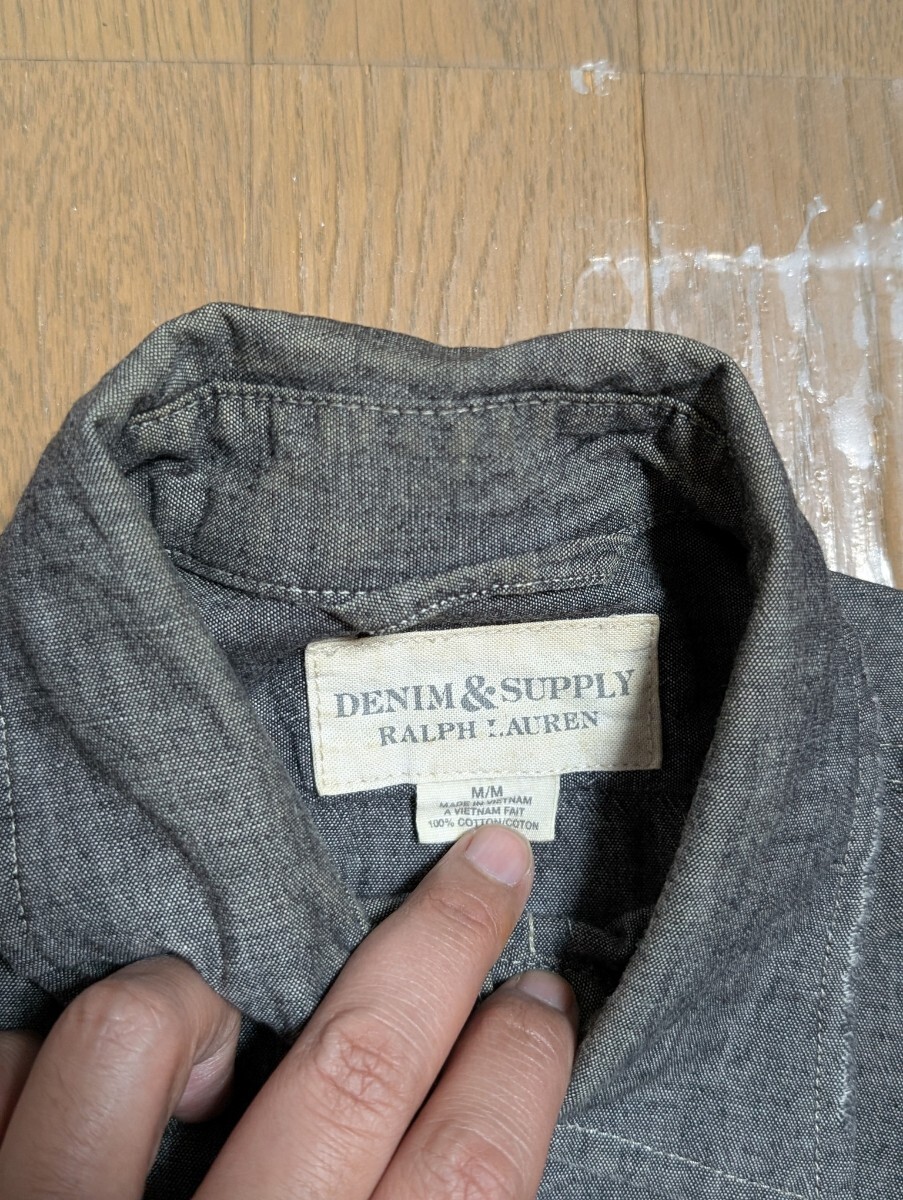 DENIM & SUPPLY
RALPH LAUREN
M/M
MADE IN VIETNAM
A VIETNAM FAIT
100% COTTON/COTON